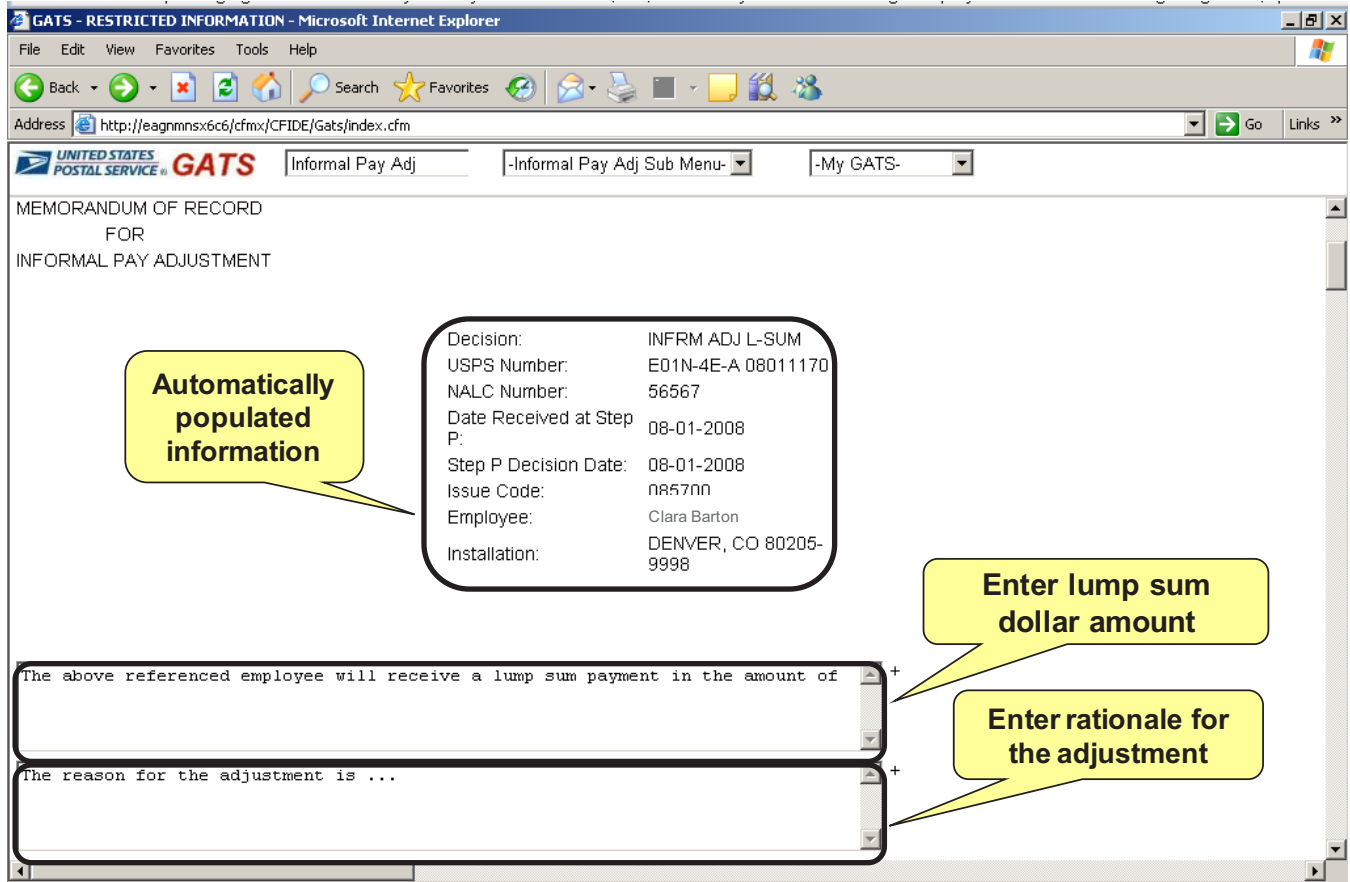 GATS - RESTRICTED INFORMATION - Microsoft Internet Explorer
File Edit View Favorites Tools Help
Back Search Favorites
Address http://eagnmnsx6c6/cfmx/CFIDE/Gats/index.cfm Go Links »
UNITED STATES
POSTAL SERVICE ® GATS Informal Pay Adj -Informal Pay Adj Sub Menu- -My GATS-
MEMORANDUM OF RECORD
FOR
INFORMAL PAY ADJUSTMENT
Automatically
populated
information
Decision: INFRM ADJ L-SUM
USPS Number: E01N-4E-A 08011170
NALC Number: 56567
Date Received at Step
P: 08-01-2008
Step P Decision Date: 08-01-2008
Issue Code: 085700
Employee: Clara Barton
Installation: DENVER, CO 80205-
9998
Enter lump sum
dollar amount
The above referenced employee will receive a lump sum payment in the amount of +
Enter rationale for
the adjustment
The reason for the adjustment is ... +